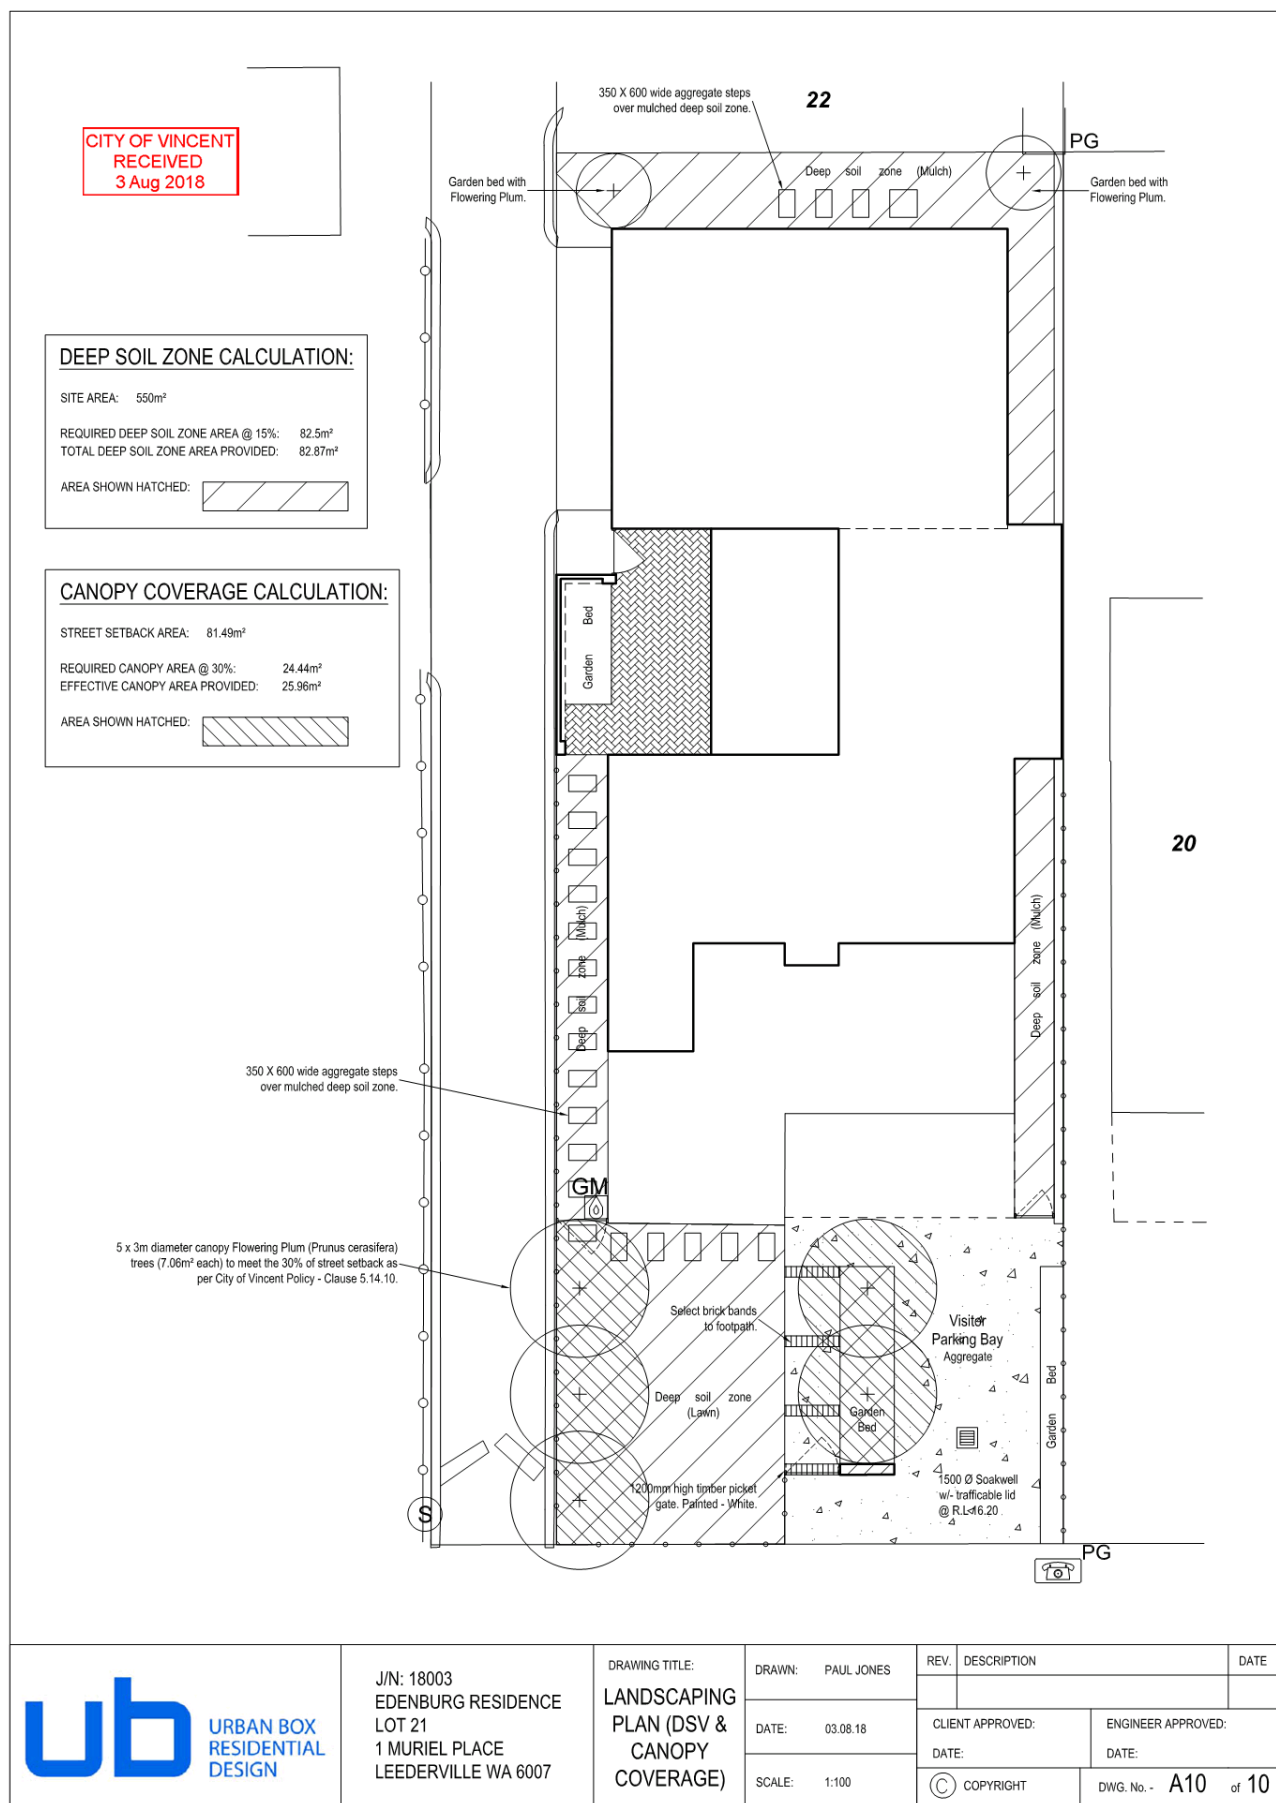 350 X 600 wide aggregate steps
over mulched deep soil zone.
22
CITY OF VINCENT
RECEIVED
3 Aug 2018
PG
Deep soil zone (Mulch)
Garden bed with
Flowering Plum.
Garden bed with
Flowering Plum.
DEEP SOIL ZONE CALCULATION:
SITE AREA: 550m²
REQUIRED DEEP SOIL ZONE AREA @ 15%: 82.5m²
TOTAL DEEP SOIL ZONE AREA PROVIDED: 82.87m²
AREA SHOWN HATCHED:
CANOPY COVERAGE CALCULATION:
STREET SETBACK AREA: 81.49m²
REQUIRED CANOPY AREA @ 30%: 24.44m²
EFFECTIVE CANOPY AREA PROVIDED: 25.96m²
AREA SHOWN HATCHED:
Garden Bed
20
Deep soil zone (Mulch)
Deep soil zone (Mulch)
350 X 600 wide aggregate steps
over mulched deep soil zone.
GM
5 x 3m diameter canopy Flowering Plum (Prunus cerasifera)
trees (7.06m² each) to meet the 30% of street setback as
per City of Vincent Policy - Clause 5.14.10.
Select brick bands
to footpath.
Visitor
Parking Bay
Aggregate
Deep soil zone
(Lawn)
Garden
Bed
Garden Bed
1200mm high timber picket
gate. Painted - White.
1500 Ø Soakwell
w/- trafficable lid
@ R.L-16.20
S
PG
ub
URBAN BOX
RESIDENTIAL
DESIGN
J/N: 18003
EDENBURG RESIDENCE
LOT 21
1 MURIEL PLACE
LEEDERVILLE WA 6007
DRAWING TITLE:
LANDSCAPING
PLAN (DSV &
CANOPY
COVERAGE)
DRAWN: PAUL JONES
DATE: 03.08.18
SCALE: 1:100
REV. DESCRIPTION DATE
CLIENT APPROVED:
DATE:
ENGINEER APPROVED:
DATE:
© COPYRIGHT
DWG. No. - A10 of 10